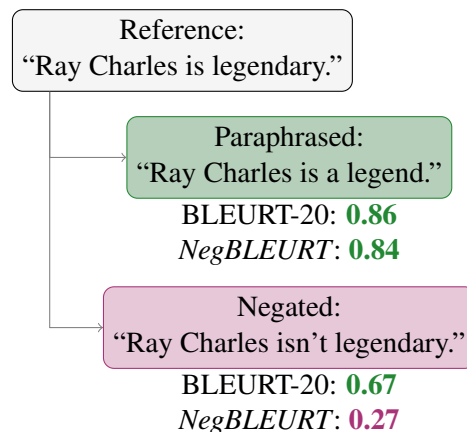 Reference:
“Ray Charles is legendary.”
Paraphrased:
“Ray Charles is a legend.”
BLEURT-20: 0.86
NegBLEURT: 0.84
Negated:
“Ray Charles isn’t legendary.”
BLEURT-20: 0.67
NegBLEURT: 0.27